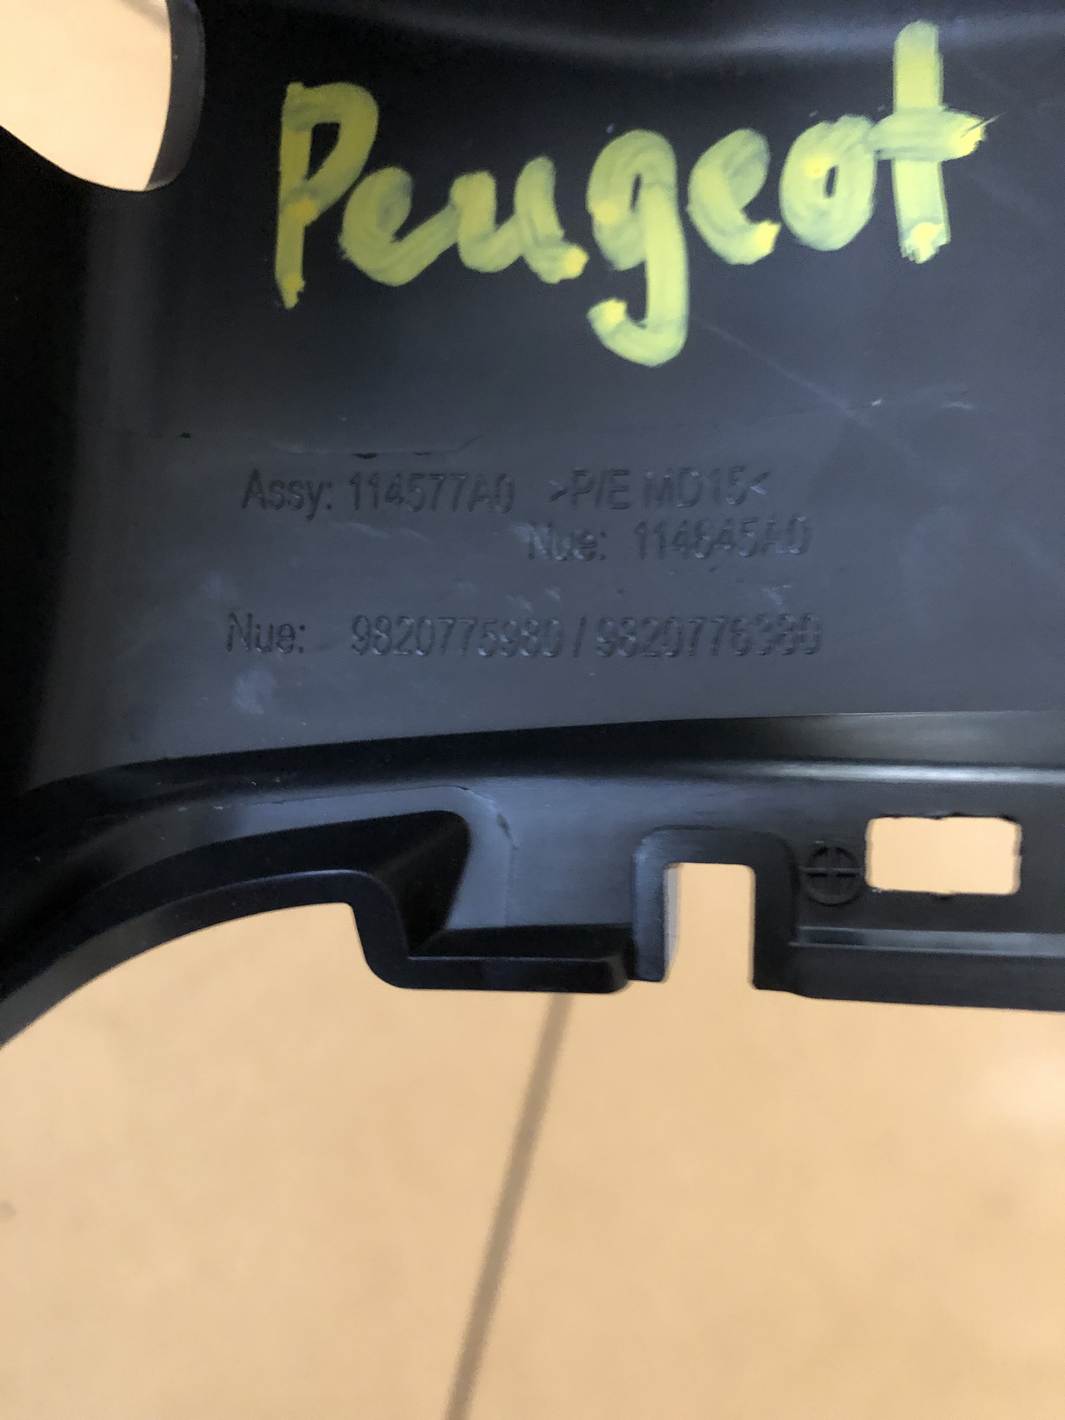 Peugeot
Assy: 114577A0 >P/E MD15<
Nue: 114845A0
Nue: 9820775980 / 9820776380